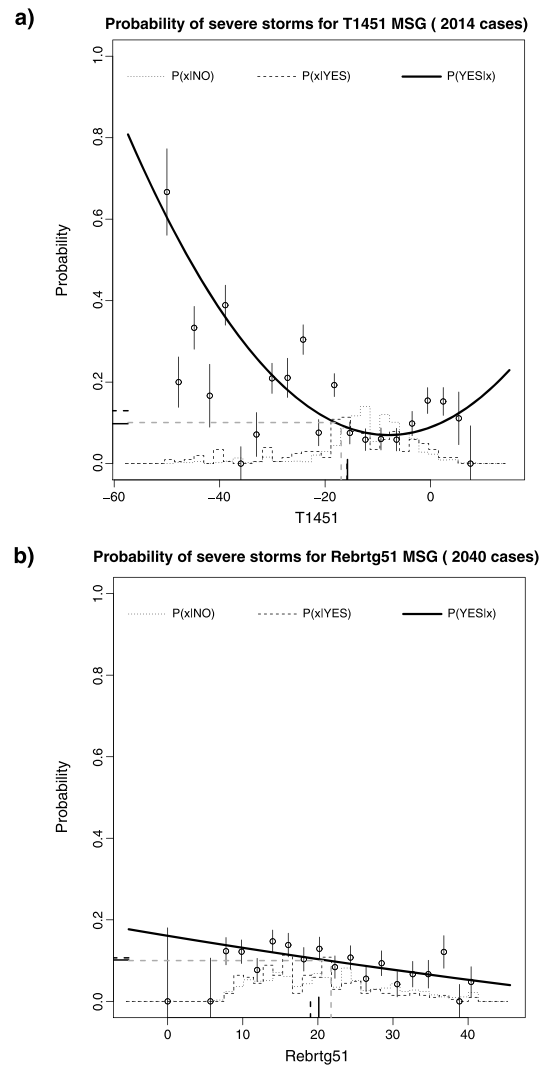 a)
Probability of severe storms for T1451 MSG ( 2014 cases)
P(x|NO) P(x|YES) P(YES|x)
Probability
1.0
0.8
0.6
0.4
0.2
0.0
−60 −40 −20 0
T1451
b)
Probability of severe storms for Rebrtg51 MSG ( 2040 cases)
P(x|NO) P(x|YES) P(YES|x)
Probability
1.0
0.8
0.6
0.4
0.2
0.0
0 10 20 30 40
Rebrtg51